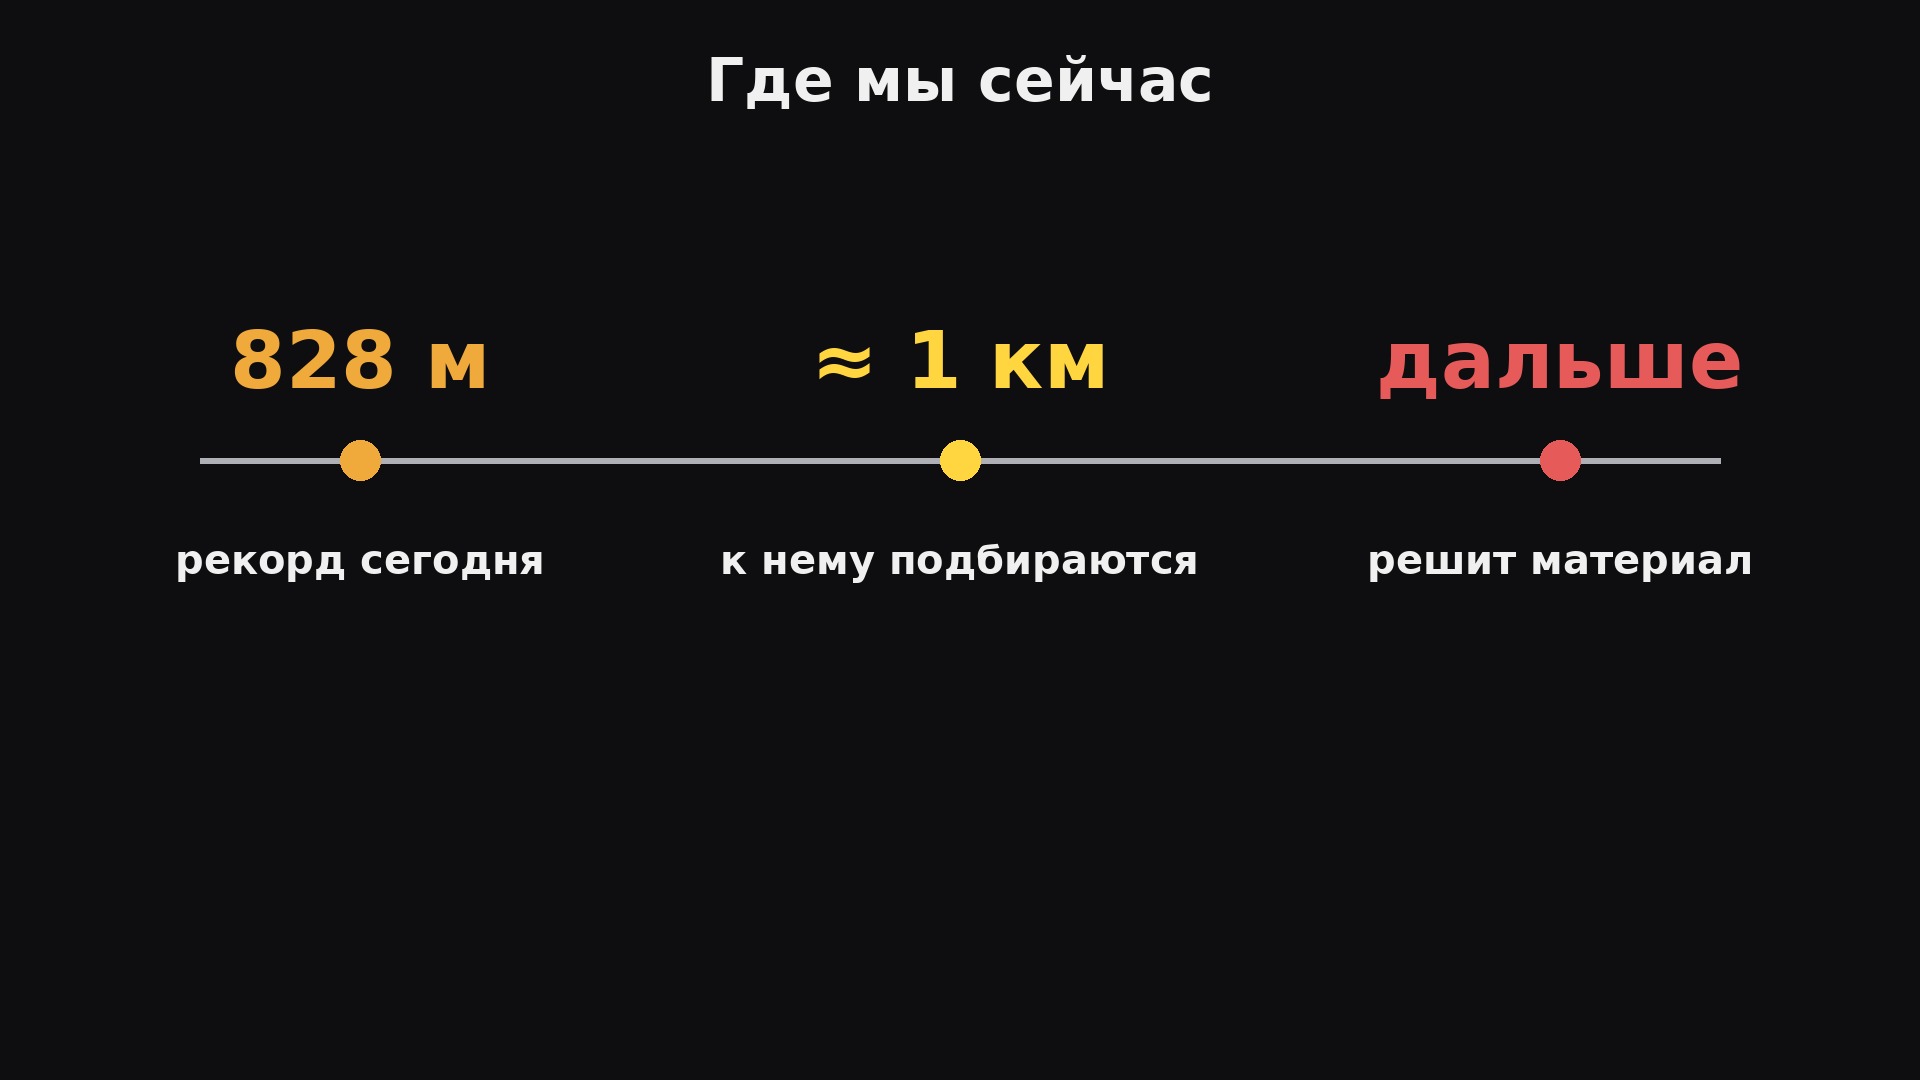 Где мы сейчас
828 м
≈ 1 км
дальше
рекорд сегодня
к нему подбираются
решит материал